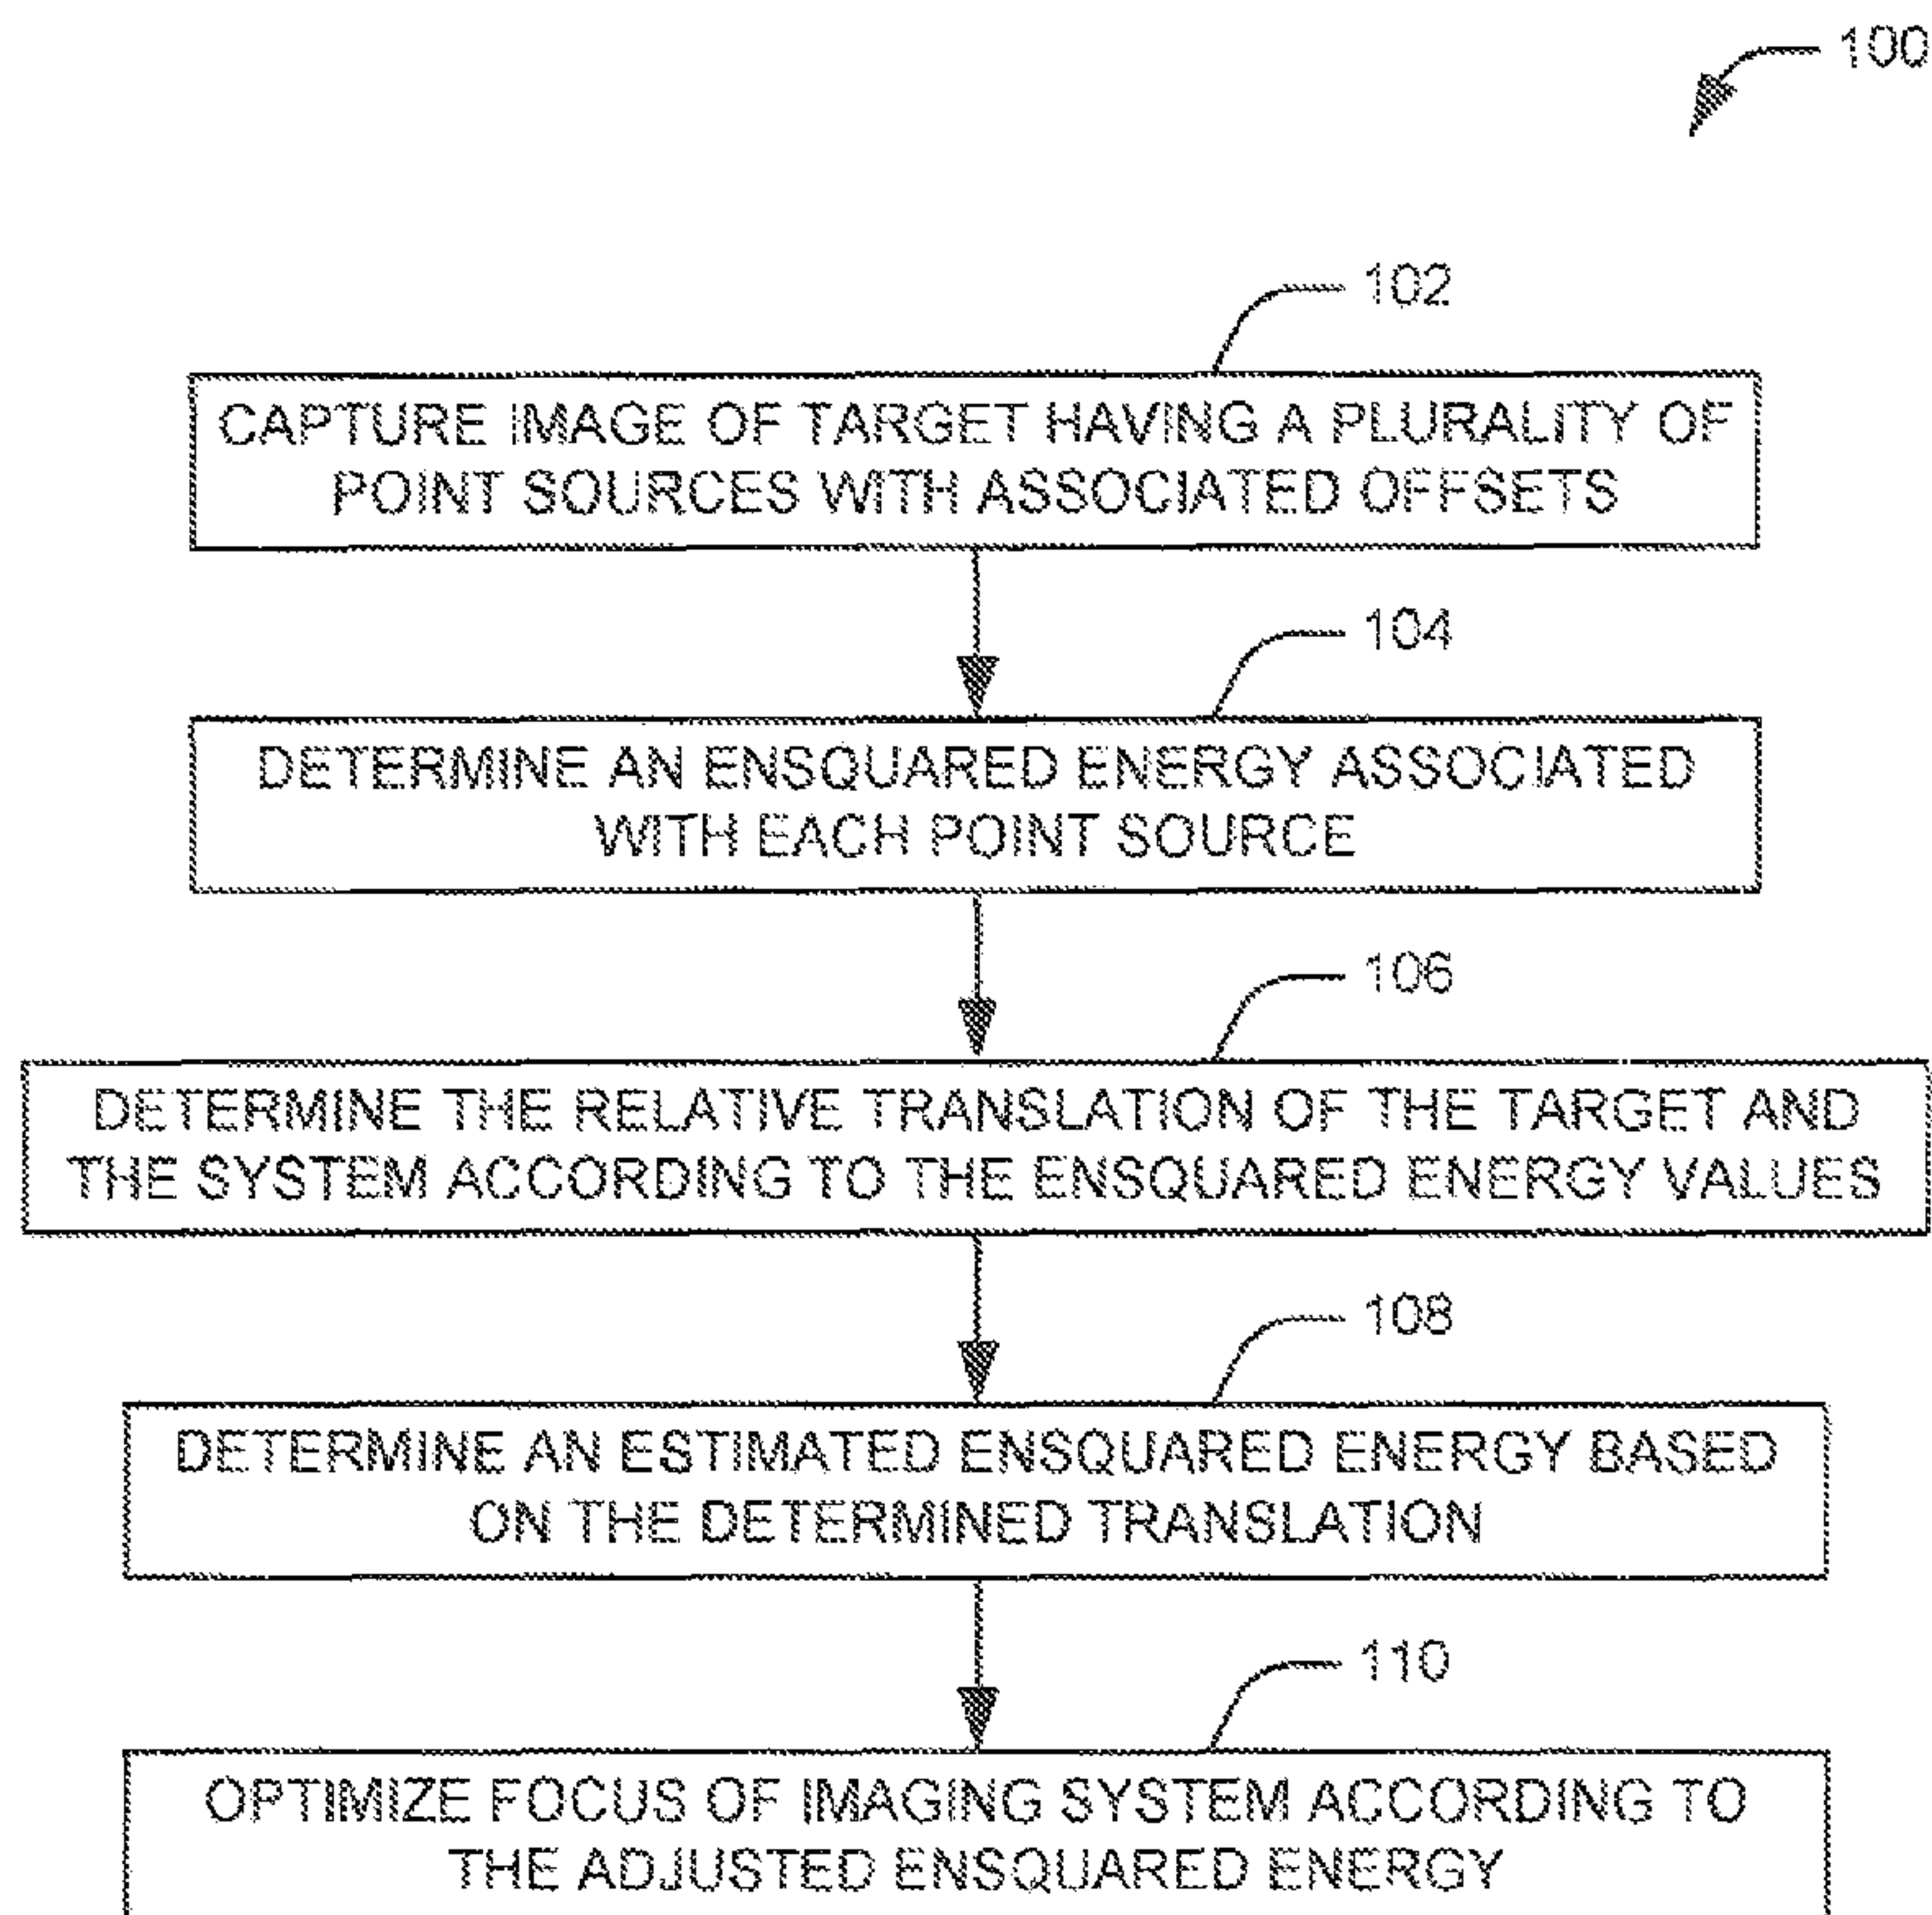 100
102
CAPTURE IMAGE OF TARGET HAVING A PLURALITY OF
POINT SOURCES WITH ASSOCIATED OFFSETS
104
DETERMINE AN ENSQUARED ENERGY ASSOCIATED
WITH EACH POINT SOURCE
106
DETERMINE THE RELATIVE TRANSLATION OF THE TARGET AND
THE SYSTEM ACCORDING TO THE ENSQUARED ENERGY VALUES
108
DETERMINE AN ESTIMATED ENSQUARED ENERGY BASED
ON THE DETERMINED TRANSLATION
110
OPTIMIZE FOCUS OF IMAGING SYSTEM ACCORDING TO
THE ADJUSTED ENSQUARED ENERGY